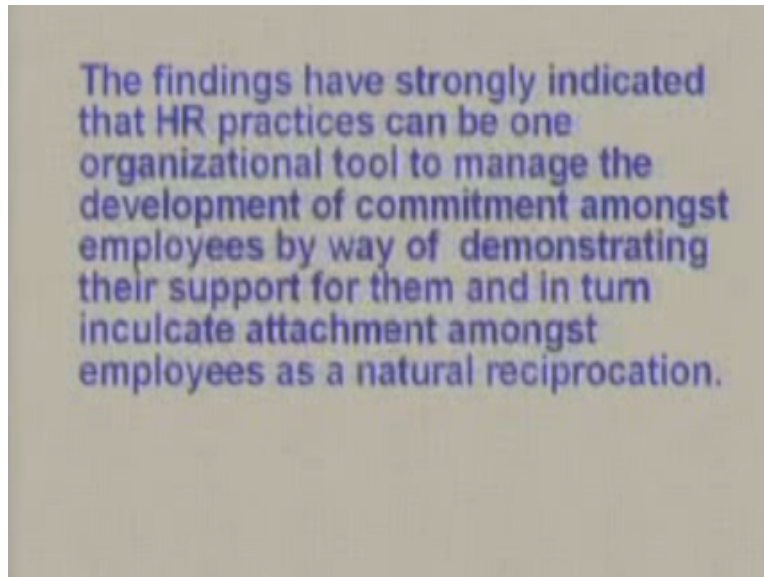 The findings have strongly indicated
that HR practices can be one
organizational tool to manage the
development of commitment amongst
employees by way of demonstrating
their support for them and in turn
inculcate attachment amongst
employees as a natural reciprocation.